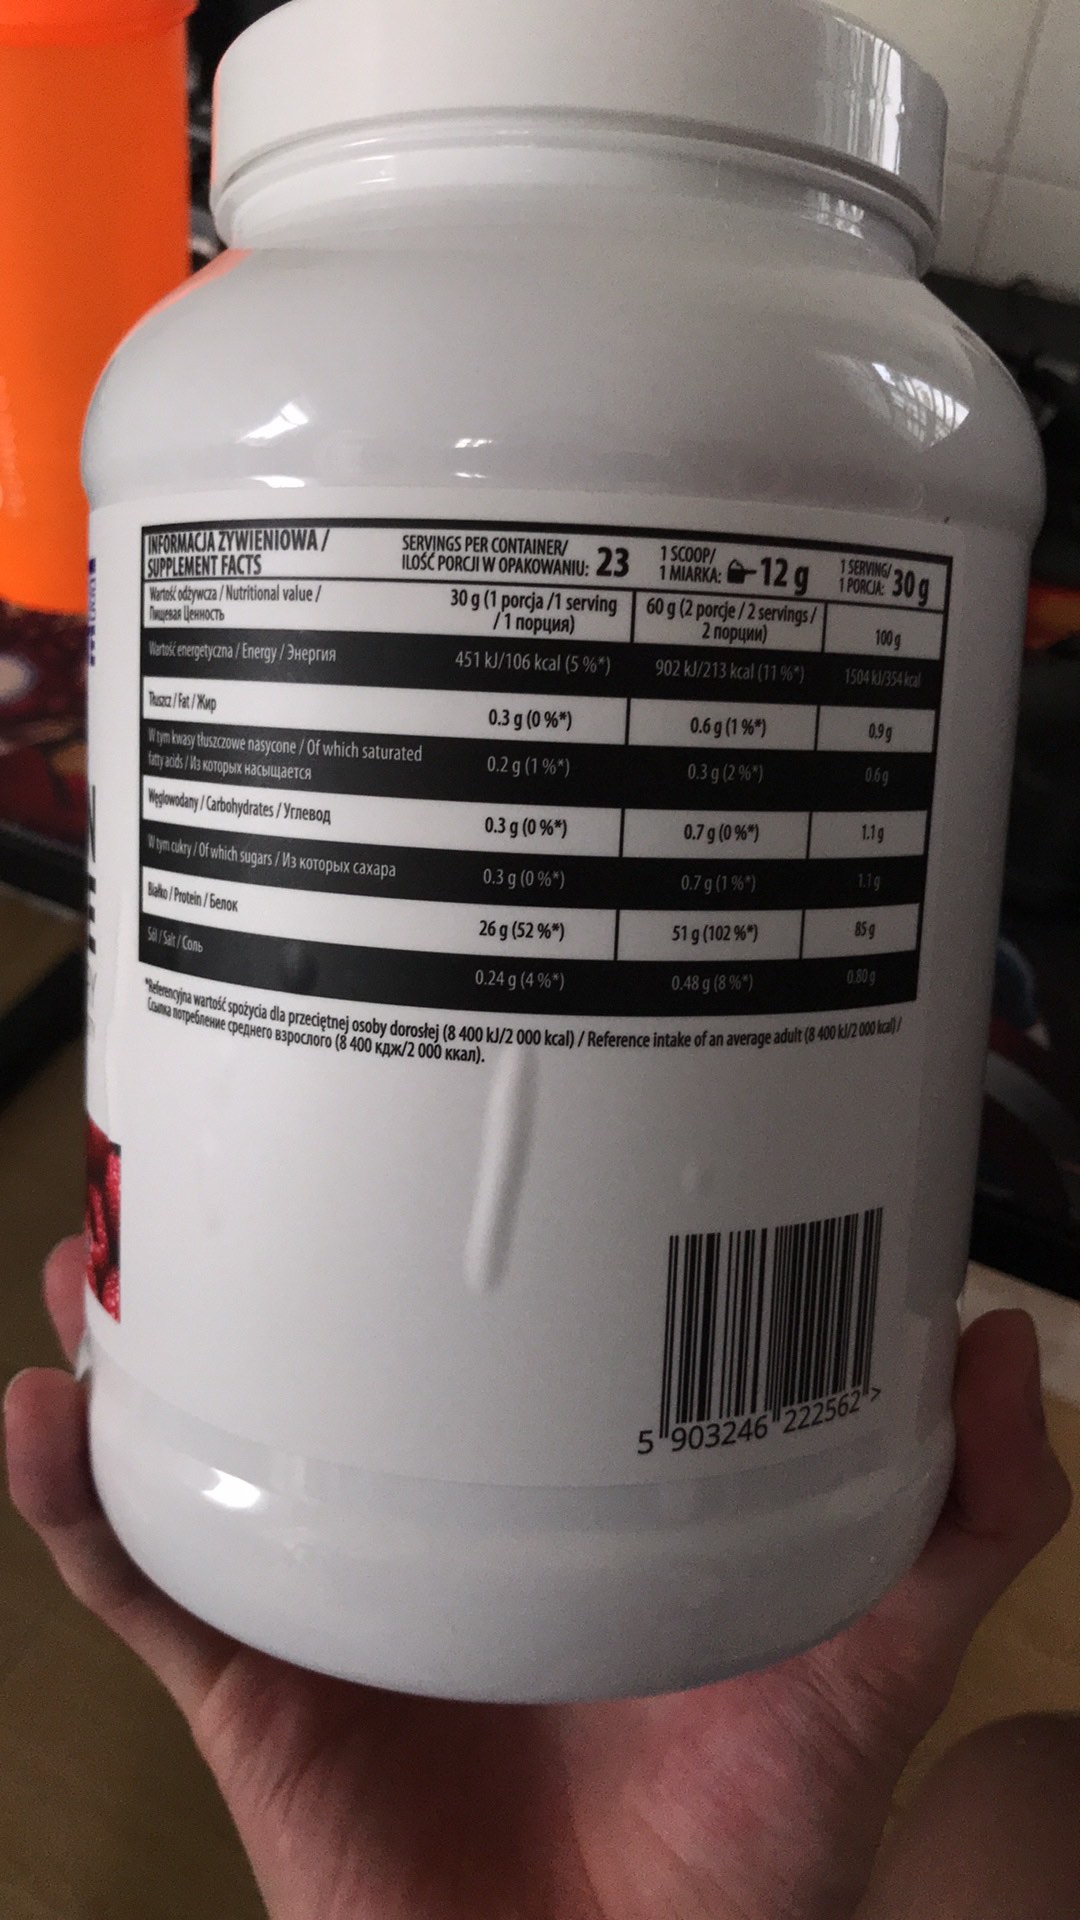 INFORMACJA ŻYWIENIOWA /
SUPPLEMENT FACTS
SERVINGS PER CONTAINER/
ILOŚĆ PORCJI W OPAKOWANIU: 23
1 SCOOP/
1 MIARKA: 12 g
1 SERVING/
1 PORCJA: 30 g
Wartość odżywcza / Nutritional value /
Пищевая Ценность
30 g (1 porcja /1 serving
/ 1 порция)
60 g (2 porcje / 2 servings /
2 порции)
100 g
Wartość energetyczna / Energy / Энергия
451 kJ/106 kcal (5 %*)
902 kJ/213 kcal (11 %*)
1504 kJ/354 kcal
Tłuszcz / Fat / Жир
0.3 g (0 %*)
0.6 g (1 %*)
0.9 g
W tym kwasy tłuszczowe nasycone / Of which saturated
fatty acids / Из которых насыщается
0.2 g (1 %*)
0.3 g (2 %*)
0.6 g
Węglowodany / Carbohydrates / Углевод
0.3 g (0 %*)
0.7 g (0 %*)
1.1 g
W tym cukry / Of which sugars / Из которых сахара
0.3 g (0 %*)
0.7 g (1 %*)
1.1 g
Białko / Protein / Белок
26 g (52 %*)
51 g (102 %*)
85 g
Sól / Salt / Соль
0.24 g (4 %*)
0.48 g (8 %*)
0.80 g
*Referencyjna wartość spożycia dla przeciętnej osoby dorosłej (8 400 kJ/2 000 kcal) / Reference intake of an average adult (8 400 kJ/2 000 kcal) /
Ссылка потребление среднего взрослого (8 400 кДж/2 000 ккал).
5 903246 222562 >